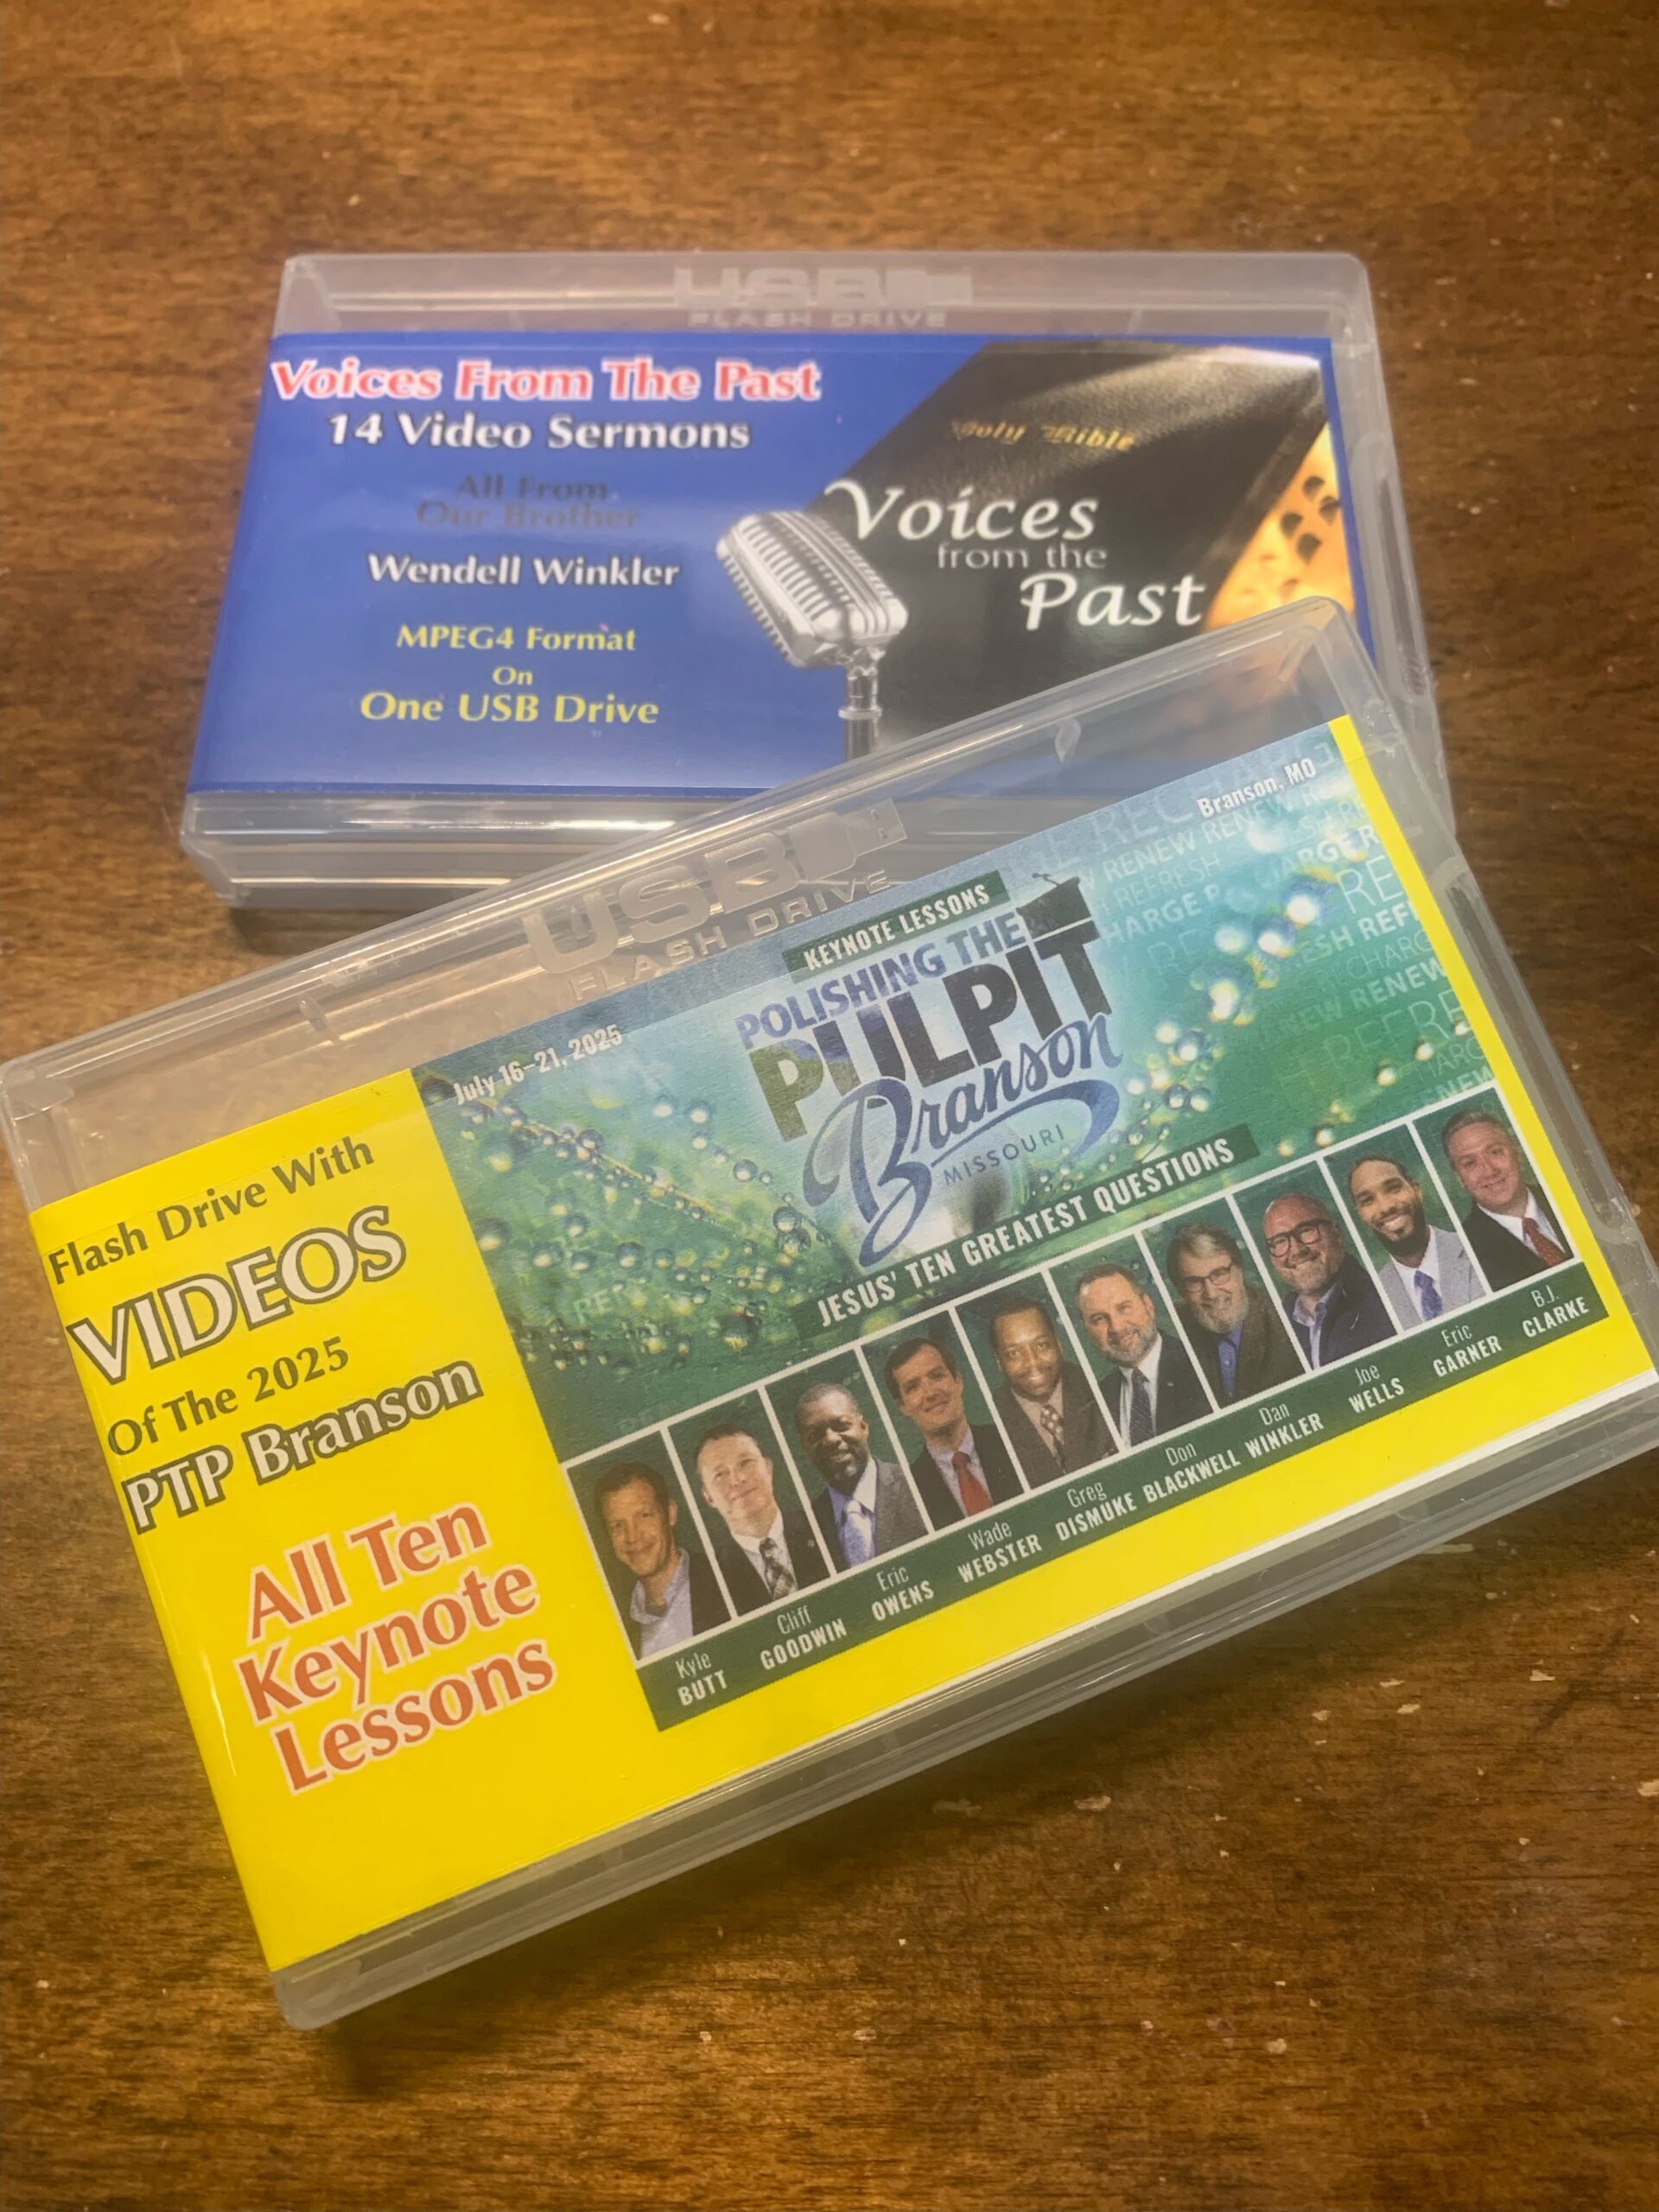 USB
FLASH DRIVE
Voices From The Past
14 Video Sermons
All From
Our Brother
Wendell Winkler
MPEG4 Format
On
One USB Drive
Holy Bible
Voices
from the
Past
USB
FLASH DRIVE
Flash Drive With
VIDEOS
Of The 2025
PTP Branson
All Ten
Keynote
Lessons
July 16–21, 2025
Branson, MO
KEYNOTE LESSONS
POLISHING THE
PULPIT
Branson
MISSOURI
JESUS' TEN GREATEST QUESTIONS
RENEW RENEW
REFRESH
Kyle
BUTT
Cliff
GOODWIN
Eric
OWENS
Wade
WEBSTER
Greg
DISMUKE
Don
BLACKWELL
Dan
WINKLER
Joe
WELLS
Eric
GARNER
B.J.
CLARKE